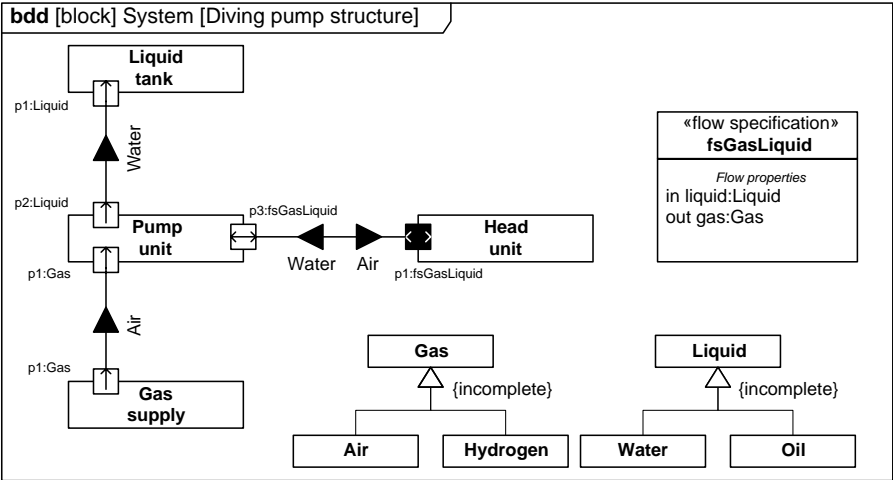 bdd [block] System [Diving pump structure]
Liquid
tank
p1:Liquid
Water
p2:Liquid
Pump
unit
p1:Gas
p3:fsGasLiquid
Water
Air
Head
unit
p1:fsGasLiquid
«flow specification»
fsGasLiquid
Flow properties
in liquid:Liquid
out gas:Gas
Air
p1:Gas
Gas
supply
Gas
{incomplete}
Air
Hydrogen
Liquid
{incomplete}
Water
Oil